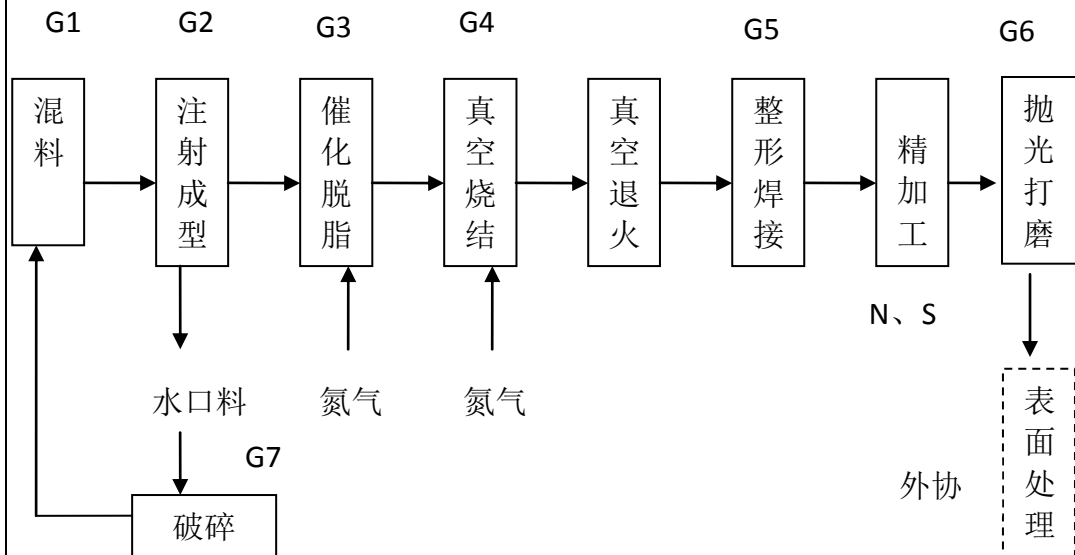 G1
G2
G3
G4
G5
G6
混料
注射成型
催化脱脂
真空烧结
真空退火
整形焊接
精加工
抛光打磨
N、S
水口料
氮气
氮气
G7
破碎
外协
表面处理